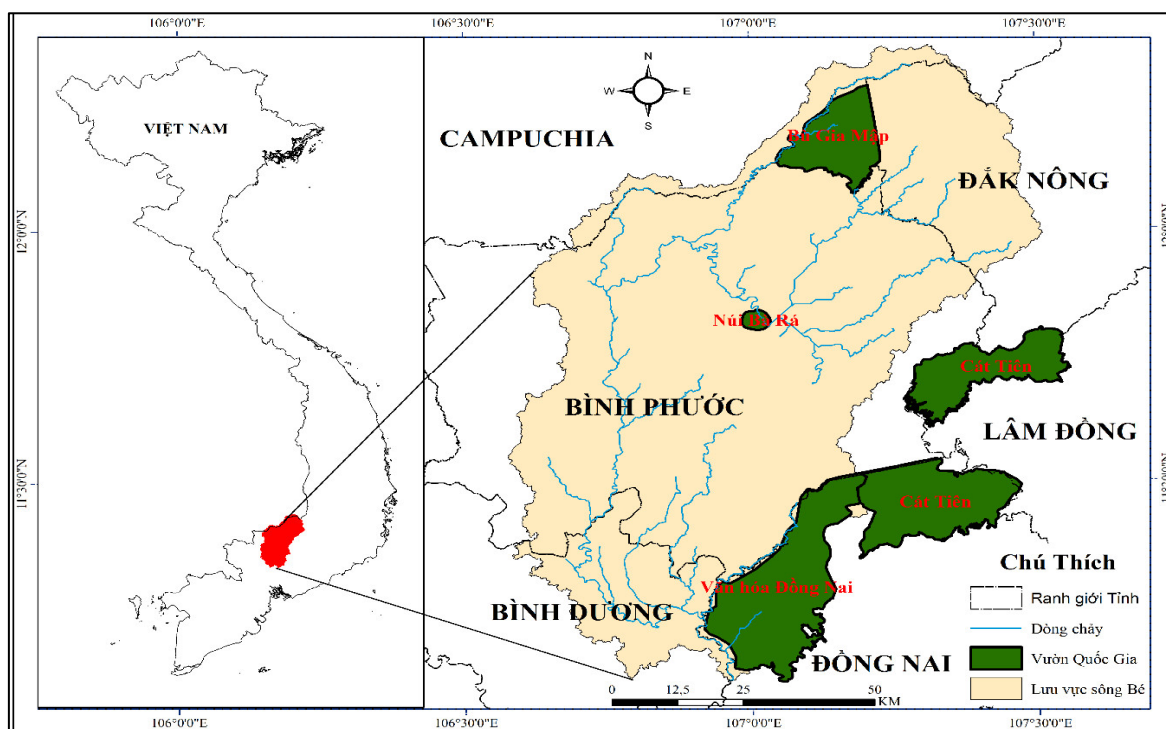 106°0'0"E
106°30'0"E
107°0'0"E
107°30'0"E
N
W E
S
VIỆT NAM
CAMPUCHIA
Bù Gia Mập
ĐẮK NÔNG
12°0'0"N
12°0'0"N
Núi Bà Rá
Cát Tiên
BÌNH PHƯỚC
LÂM ĐỒNG
11°30'0"N
Cát Tiên
Chú Thích
Văn hóa Đồng Nai
Ranh giới Tỉnh
BÌNH DƯƠNG
Dòng chảy
ĐỒNG NAI
Vườn Quốc Gia
Lưu vực sông Bé
0 12,5 25 50
KM
106°0'0"E
106°30'0"E
107°0'0"E
107°30'0"E